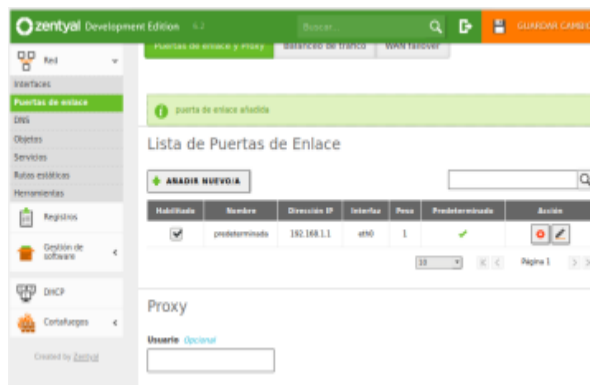 zentyal Development Edition 6.2
Buscar...
GUARDAR CAMBIO
Red
Interfaces
Puertas de enlace
DNS
Objetos
Servicios
Rutas estáticas
Herramientas
Registros
Gestión de
software
DHCP
Cortafuegos
Created by Zentyal
Puertas de enlace y Proxy
Balanceo de tráfico
WAN failover
puerta de enlace añadida
Lista de Puertas de Enlace
AÑADIR NUEVO/A
Habilitado Nombre Dirección IP Interfaz Peso Predeterminado Acción
predeterminada 192.168.1.1 eth0 1
10 Página 1
Proxy
Usuario Opcional